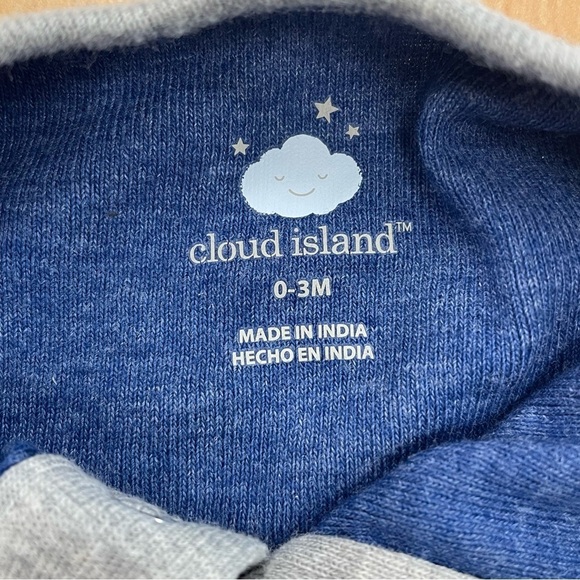 cloud island™
0-3M
MADE IN INDIA
HECHO EN INDIA